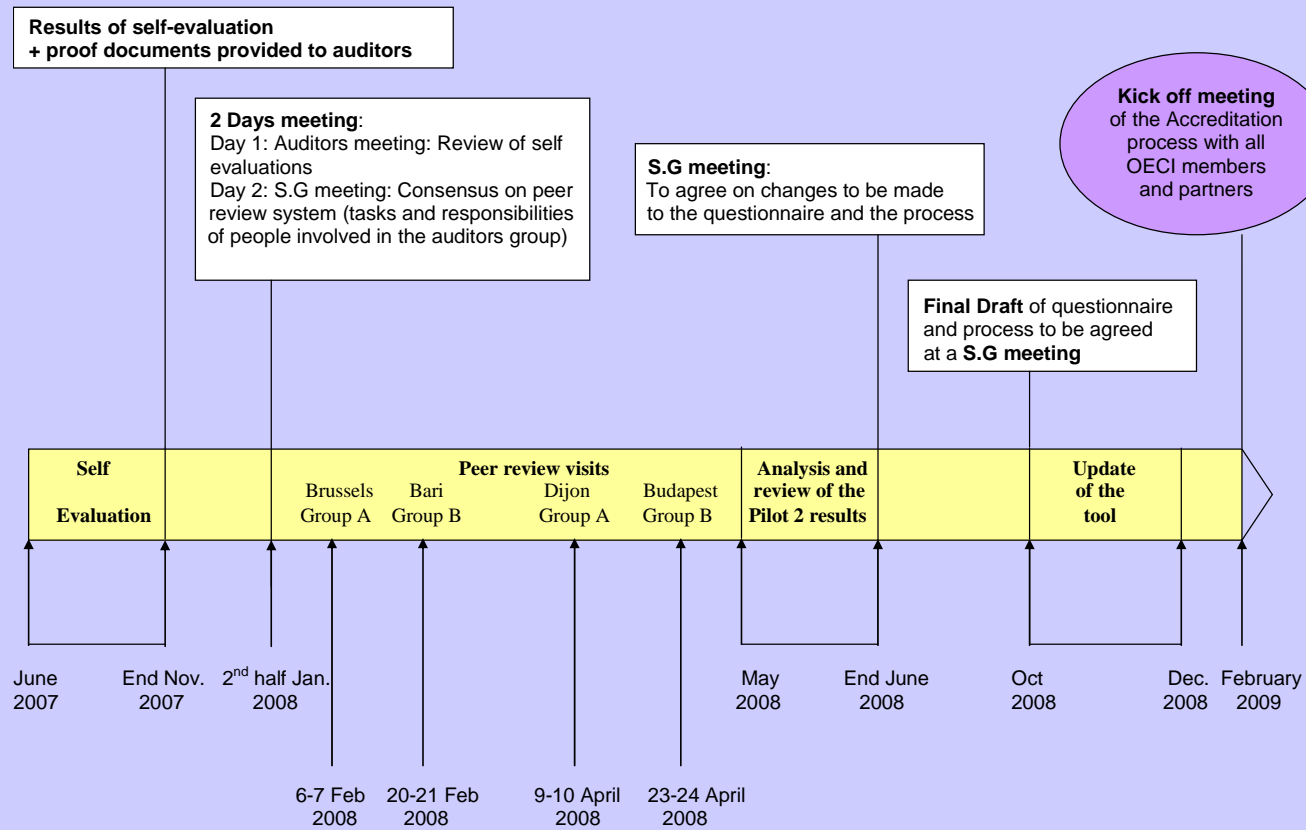 Results of self-evaluation
+ proof documents provided to auditors
2 Days meeting:
Day 1: Auditors meeting: Review of self
evaluations
Day 2: S.G meeting: Consensus on peer
review system (tasks and responsibilities
of people involved in the auditors group)
S.G meeting:
To agree on changes to be made
to the questionnaire and the process
Kick off meeting
of the Accreditation
process with all
OECI members
and partners
Final Draft of questionnaire
and process to be agreed
at a S.G meeting
Self
Evaluation
Peer review visits
Brussels
Group A
Bari
Group B
Dijon
Group A
Budapest
Group B
Analysis and
review of the
Pilot 2 results
Update
of the
tool
June
2007
End Nov.
2007
2nd half Jan.
2008
May
2008
End June
2008
Oct
2008
Dec.
2008
February
2009
6-7 Feb
2008
20-21 Feb
2008
9-10 April
2008
23-24 April
2008